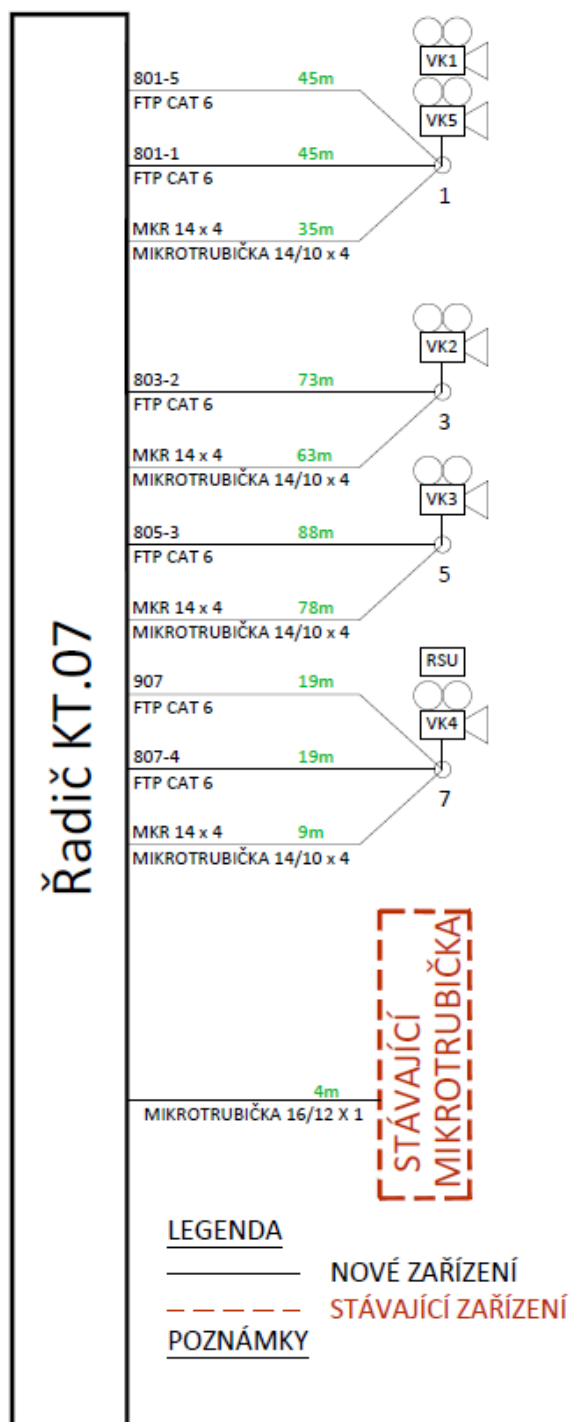 VK1
801-5 45m
FTP CAT 6
VK5
801-1 45m
FTP CAT 6
1
MKR 14 x 4 35m
MIKROTRUBIČKA 14/10 x 4
VK2
803-2 73m
FTP CAT 6
3
MKR 14 x 4 63m
MIKROTRUBIČKA 14/10 x 4
VK3
805-3 88m
FTP CAT 6
5
MKR 14 x 4 78m
MIKROTRUBIČKA 14/10 x 4
RSU
907 19m
FTP CAT 6
VK4
807-4 19m
FTP CAT 6
7
MKR 14 x 4 9m
MIKROTRUBIČKA 14/10 x 4
Řadič KT.07
STÁVAJÍCÍ
MIKROTRUBIČKA
4m
MIKROTRUBIČKA 16/12 X 1
LEGENDA
NOVÉ ZAŘÍZENÍ
STÁVAJÍCÍ ZAŘÍZENÍ
POZNÁMKY